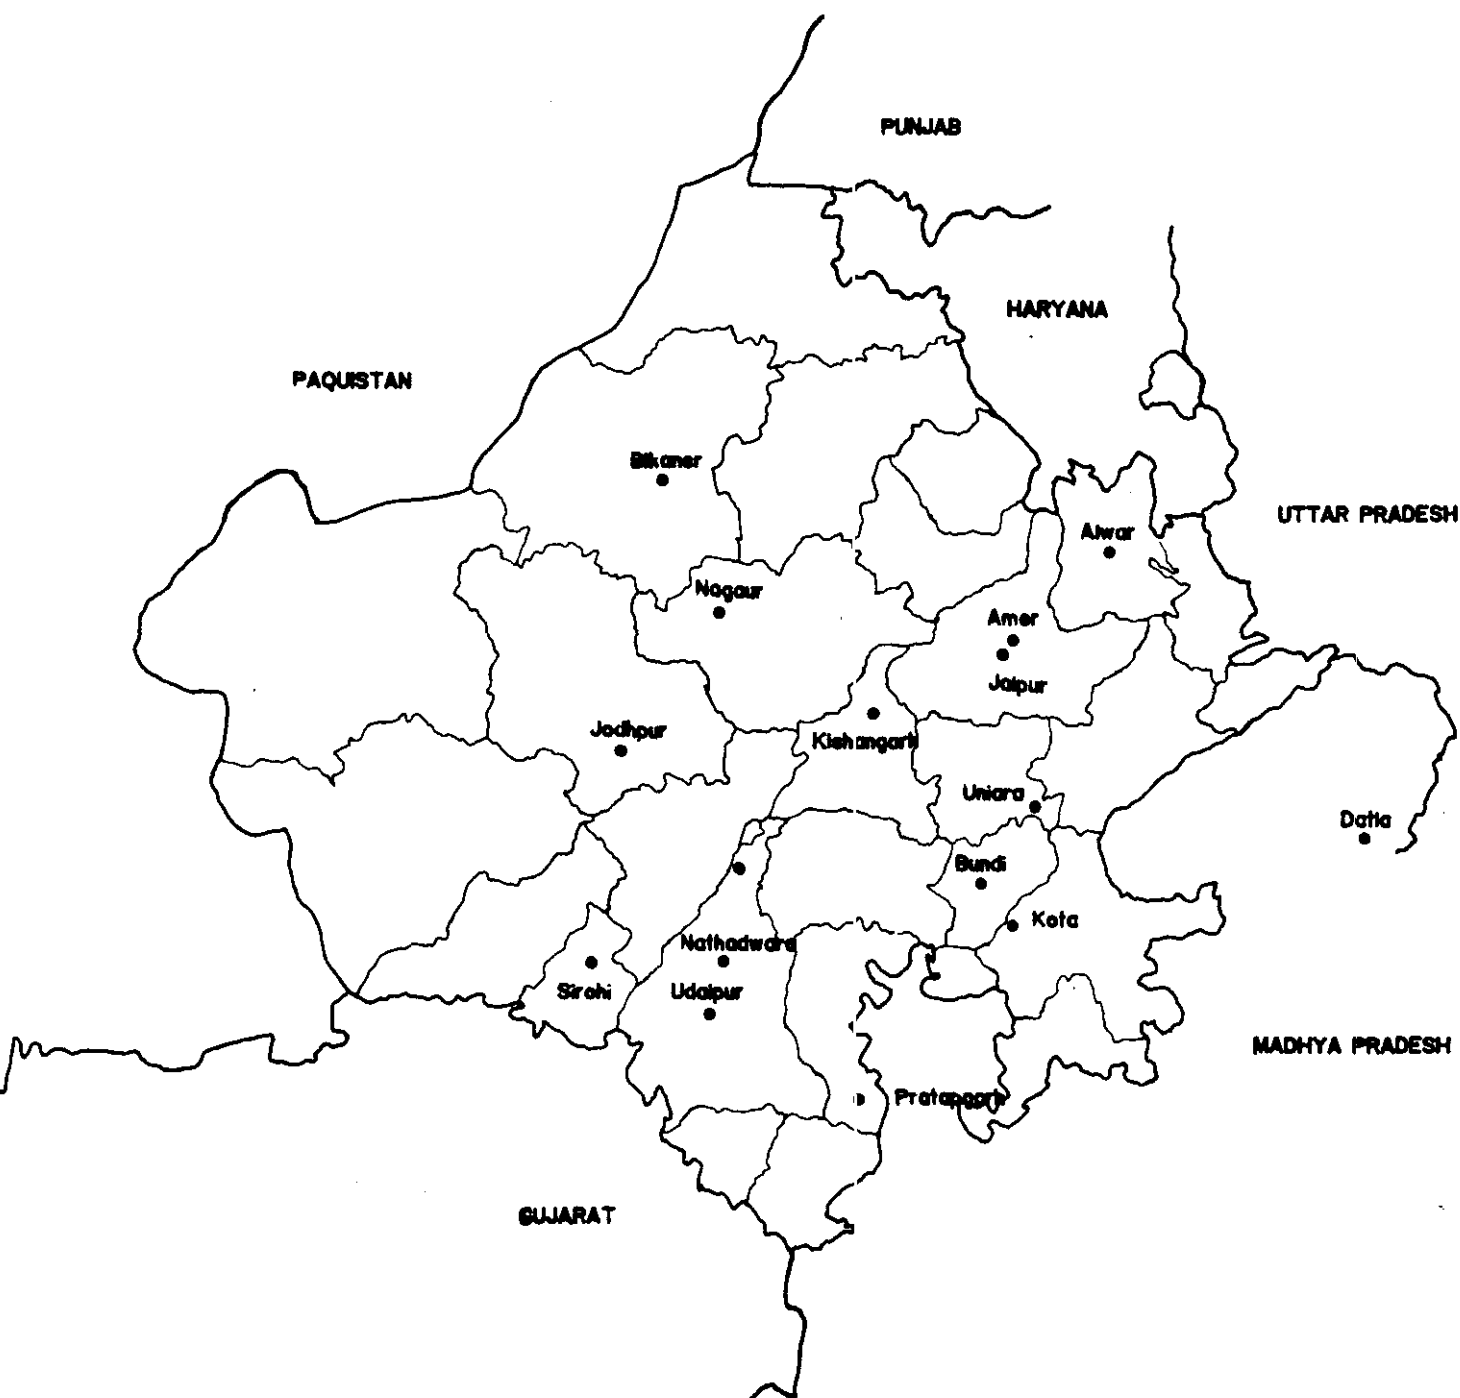 PUNJAB
HARYANA
PAQUISTAN
Bikaner
UTTAR PRADESH
Alwar
Nagaur
Amer
Jaipur
Jodhpur
Kishangarh
Uniara
Datia
Bundi
Kota
Nathadwara
Sirohi
Udaipur
MADHYA PRADESH
Pratapgarh
GUJARAT